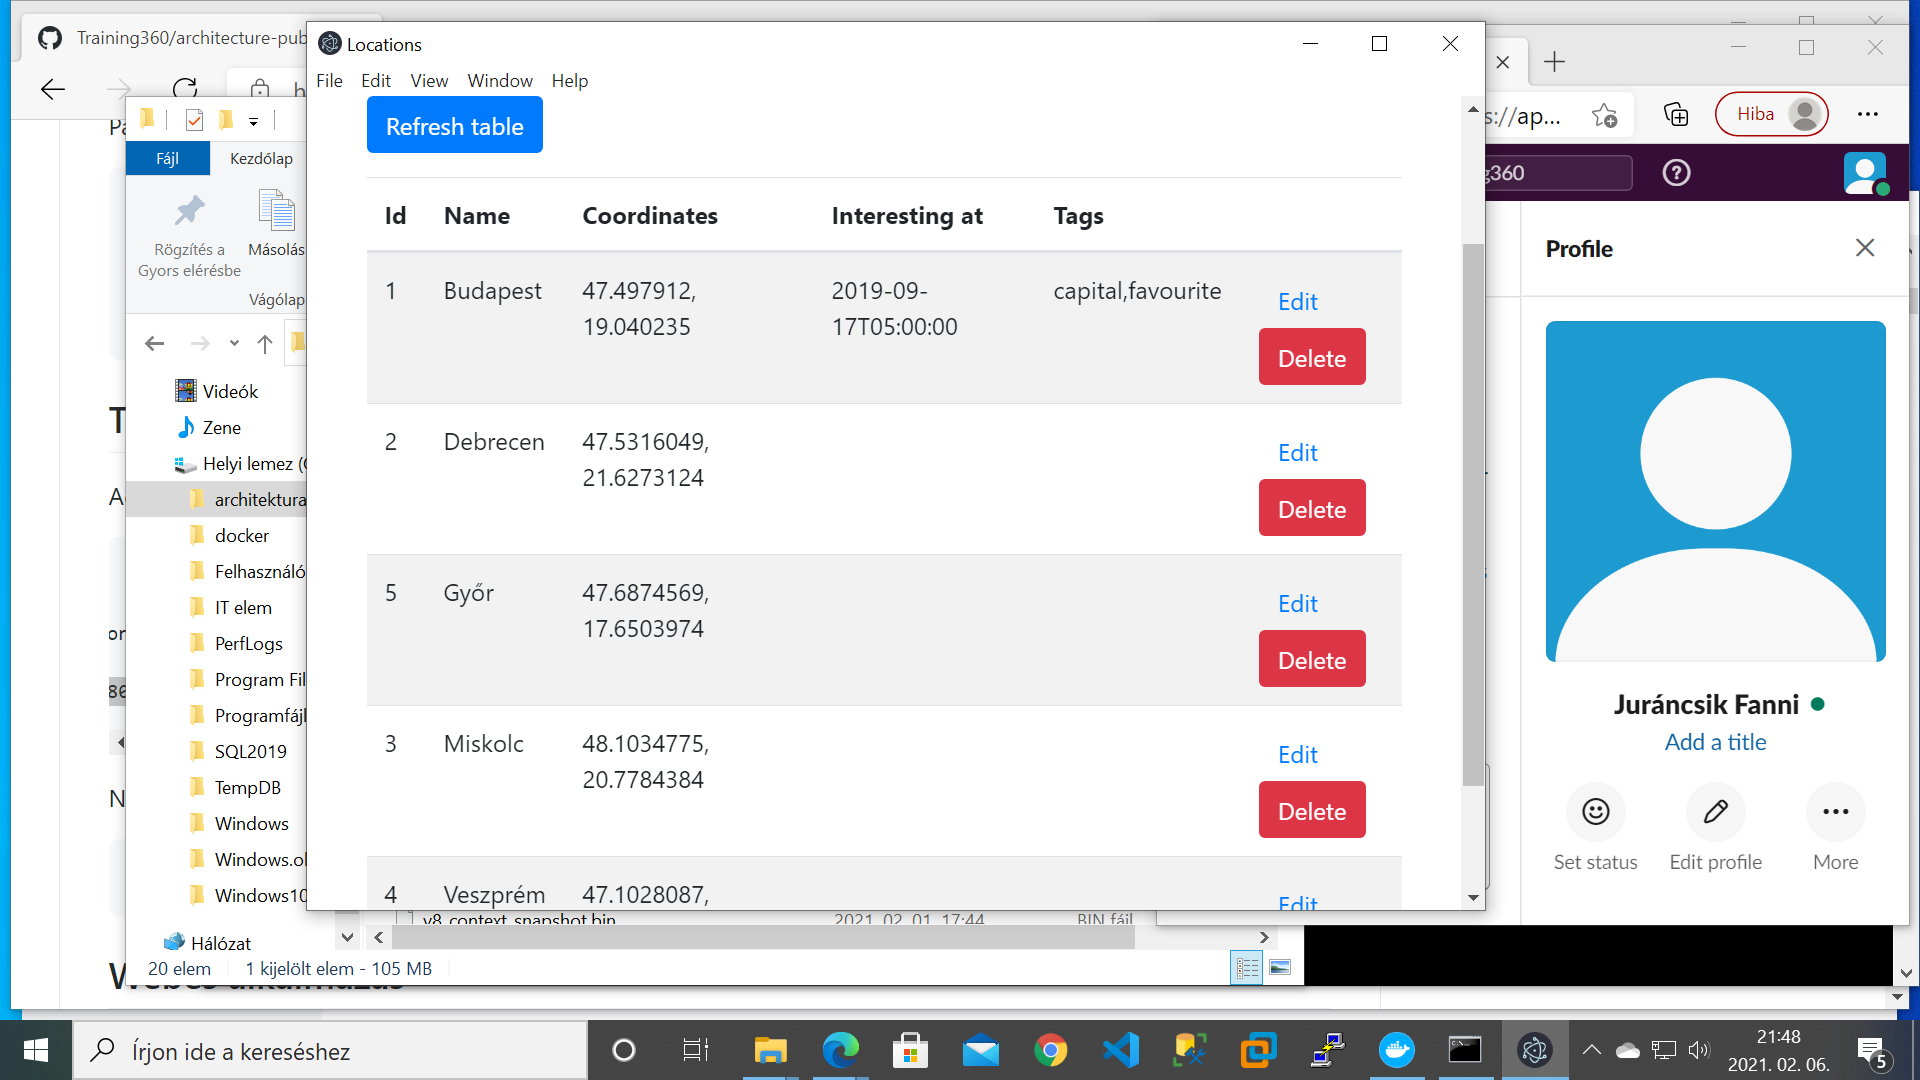 Training360/architecture-pub
Locations
File Edit View Window Help
Refresh table
Id Name Coordinates Interesting at Tags
1 Budapest 47.497912, 19.040235 2019-09-17T05:00:00 capital,favourite Edit Delete
2 Debrecen 47.5316049, 21.6273124 Edit Delete
5 Győr 47.6874569, 17.6503974 Edit Delete
3 Miskolc 48.1034775, 20.7784384 Edit Delete
4 Veszprém 47.1028087, Edit
Fájl Kezdőlap
Rögzítés a
Gyors elérésbe
Másolás
Vágólap
Videók
Zene
Helyi lemez (
architektura
docker
Felhasználó
IT elem
PerfLogs
Program Fil
Programfájl
SQL2019
TempDB
Windows
Windows.ol
Windows10
Hálózat
v8_context_snapshot.bin 2021. 02. 01. 17:44 BIN fájl
20 elem 1 kijelölt elem - 105 MB
s://ap...
Hiba
g360
Profile
Juráncsik Fanni
Add a title
Set status
Edit profile
More
Írjon ide a kereséshez
21:48
2021. 02. 06.
5